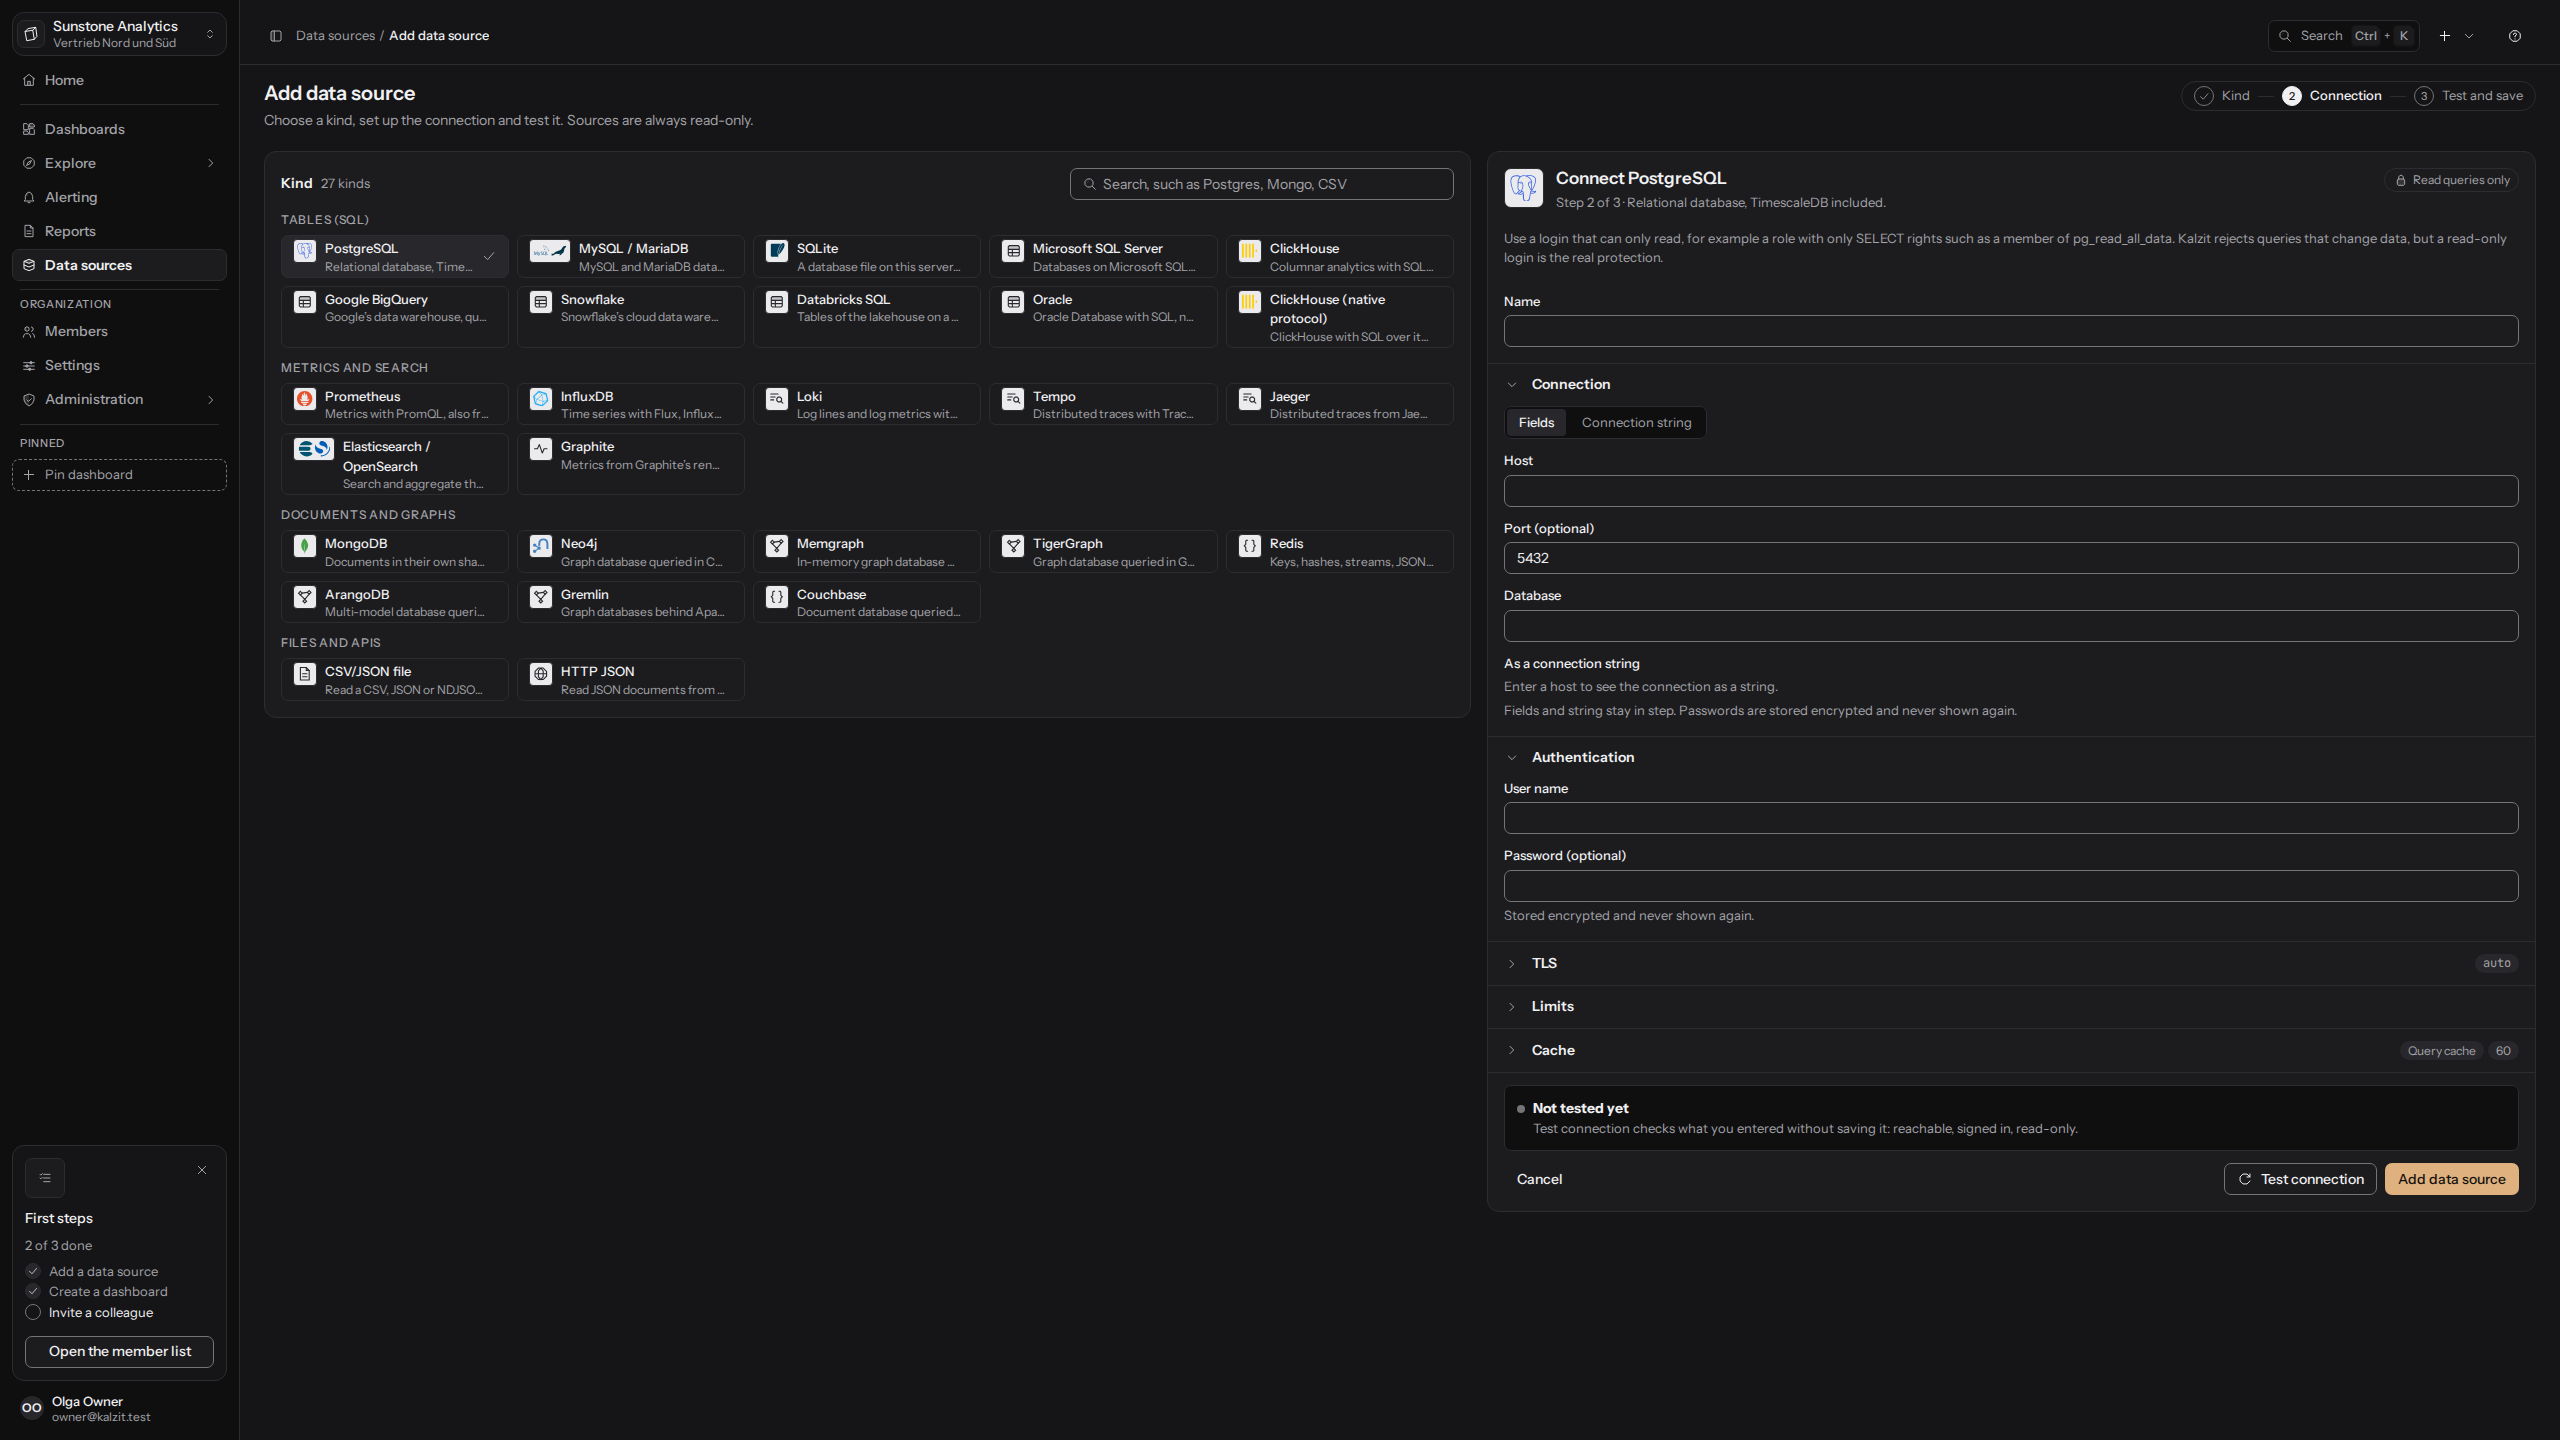 Sunstone Analytics
Vertrieb Nord und Süd
Home
Dashboards
Explore
Alerting
Reports
Data sources
ORGANIZATION
Members
Settings
Administration
PINNED
Pin dashboard
First steps
2 of 3 done
Add a data source
Create a dashboard
Invite a colleague
Open the member list
OO
Olga Owner
owner@kalzit.test
Data sources / Add data source
Search Ctrl + K
Add data source
Choose a kind, set up the connection and test it. Sources are always read-only.
Kind
2 Connection
3 Test and save
Kind 27 kinds
Search, such as Postgres, Mongo, CSV
TABLES (SQL)
PostgreSQL
Relational database, Time...
MySQL / MariaDB
MySQL and MariaDB data...
SQLite
A database file on this server...
Microsoft SQL Server
Databases on Microsoft SQL...
ClickHouse
Columnar analytics with SQL...
Google BigQuery
Google's data warehouse, qu...
Snowflake
Snowflake's cloud data ware...
Databricks SQL
Tables of the lakehouse on a ...
Oracle
Oracle Database with SQL, n...
ClickHouse (native
protocol)
ClickHouse with SQL over it...
METRICS AND SEARCH
Prometheus
Metrics with PromQL, also fr...
InfluxDB
Time series with Flux, Influx...
Loki
Log lines and log metrics wit...
Tempo
Distributed traces with Trac...
Jaeger
Distributed traces from Jae...
Elasticsearch /
OpenSearch
Search and aggregate th...
Graphite
Metrics from Graphite's ren...
DOCUMENTS AND GRAPHS
MongoDB
Documents in their own sha...
Neo4j
Graph database queried in C...
Memgraph
In-memory graph database ...
TigerGraph
Graph database queried in G...
Redis
Keys, hashes, streams, JSON...
ArangoDB
Multi-model database queri...
Gremlin
Graph databases behind Apa...
Couchbase
Document database queried...
FILES AND APIS
CSV/JSON file
Read a CSV, JSON or NDJSO...
HTTP JSON
Read JSON documents from ...
Connect PostgreSQL
Step 2 of 3 · Relational database, TimescaleDB included.
Read queries only
Use a login that can only read, for example a role with only SELECT rights such as a member of pg_read_all_data. Kalzit rejects queries that change data, but a read-only
login is the real protection.
Name
Connection
Fields
Connection string
Host
Port (optional)
5432
Database
As a connection string
Enter a host to see the connection as a string.
Fields and string stay in step. Passwords are stored encrypted and never shown again.
Authentication
User name
Password (optional)
Stored encrypted and never shown again.
TLS
auto
Limits
Cache
Query cache 60
Not tested yet
Test connection checks what you entered without saving it: reachable, signed in, read-only.
Cancel
Test connection
Add data source